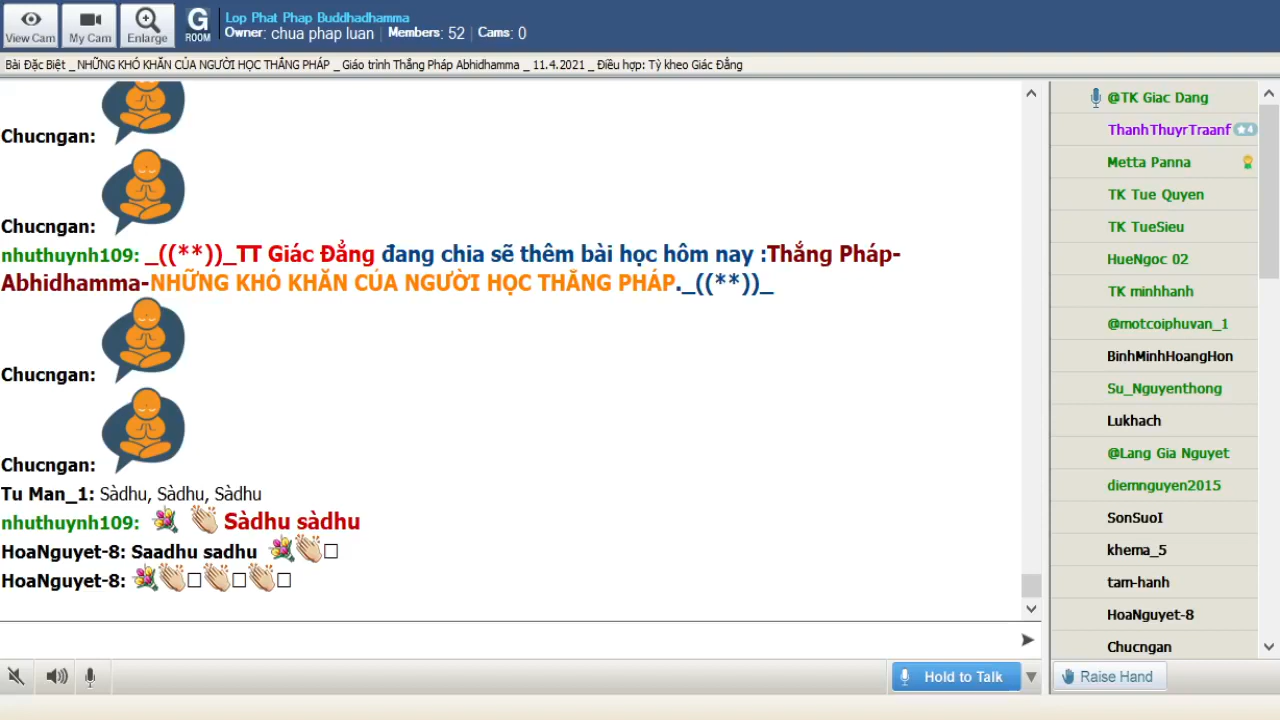 View Cam
My Cam
Enlarge
G
ROOM
Lop Phat Phap Buddhadhamma
Owner: chua phap luan Members: 52 Cams: 0
Bài Đặc Biệt _ NHỮNG KHÓ KHĂN CỦA NGƯỜI HỌC THẮNG PHÁP _ Giáo trình Thắng Pháp Abhidhamma _ 11.4.2021 _ Điều hợp: Tỳ kheo Giác Đẳng
Chucngan:
Chucngan:
nhuthuynh109: _((**))_TT Giác Đẳng đang chia sẽ thêm bài học hôm nay :Thắng Pháp-
Abhidhamma-NHỮNG KHÓ KHĂN CỦA NGƯỜI HỌC THẮNG PHÁP._((**))_
Chucngan:
Chucngan:
Tu Man_1: Sàdhu, Sàdhu, Sàdhu
nhuthuynh109: Sàdhu sàdhu
HoaNguyet-8: Saadhu sadhu
HoaNguyet-8:
@TK Giac Dang
ThanhThuyrTraanf 4
Metta Panna
TK Tue Quyen
TK TueSieu
HueNgoc 02
TK minhhanh
@motcoiphuvan_1
BinhMinhHoangHon
Su_Nguyenthong
Lukhach
@Lang Gia Nguyet
diemnguyen2015
SonSuoI
khema_5
tam-hanh
HoaNguyet-8
Chucngan
Hold to Talk
Raise Hand